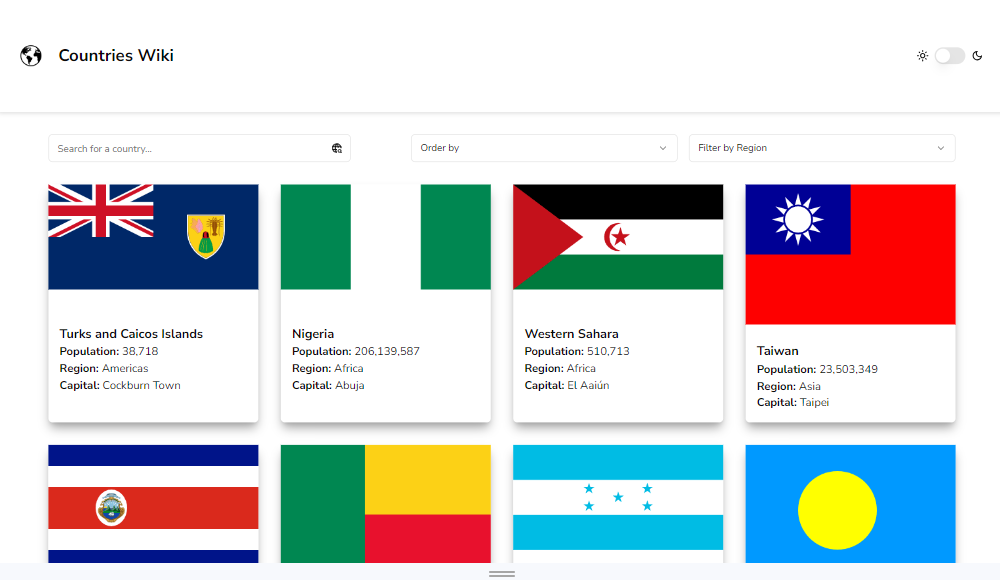 Countries Wiki
Search for a country...
Order by
Filter by Region
Turks and Caicos Islands
Population: 38,718
Region: Americas
Capital: Cockburn Town
Nigeria
Population: 206,139,587
Region: Africa
Capital: Abuja
Western Sahara
Population: 510,713
Region: Africa
Capital: El Aaiún
Taiwan
Population: 23,503,349
Region: Asia
Capital: Taipei